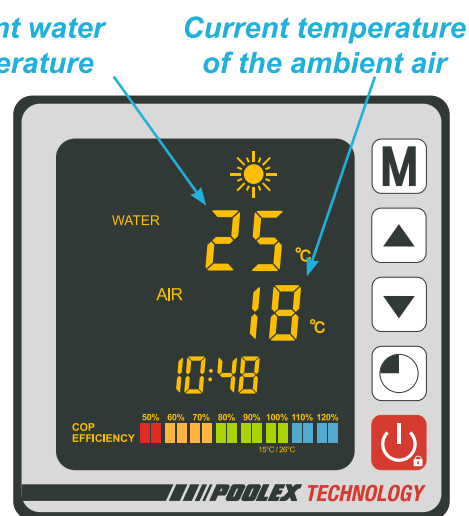 nt water
erature
Current temperature
of the ambient air
WATER
25 °C
AIR
18 °C
10:48
COP
EFFICIENCY
50% 60% 70% 80% 90% 100% 110% 120%
15°C / 26°C
M
POOLEX TECHNOLOGY